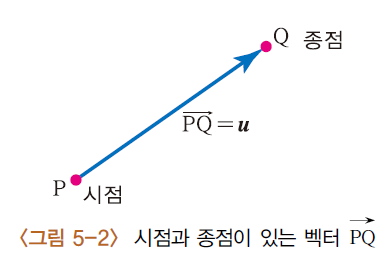 Q 종점
PQ = u
P 시점
〈그림 5-2〉 시점과 종점이 있는 벡터 PQ